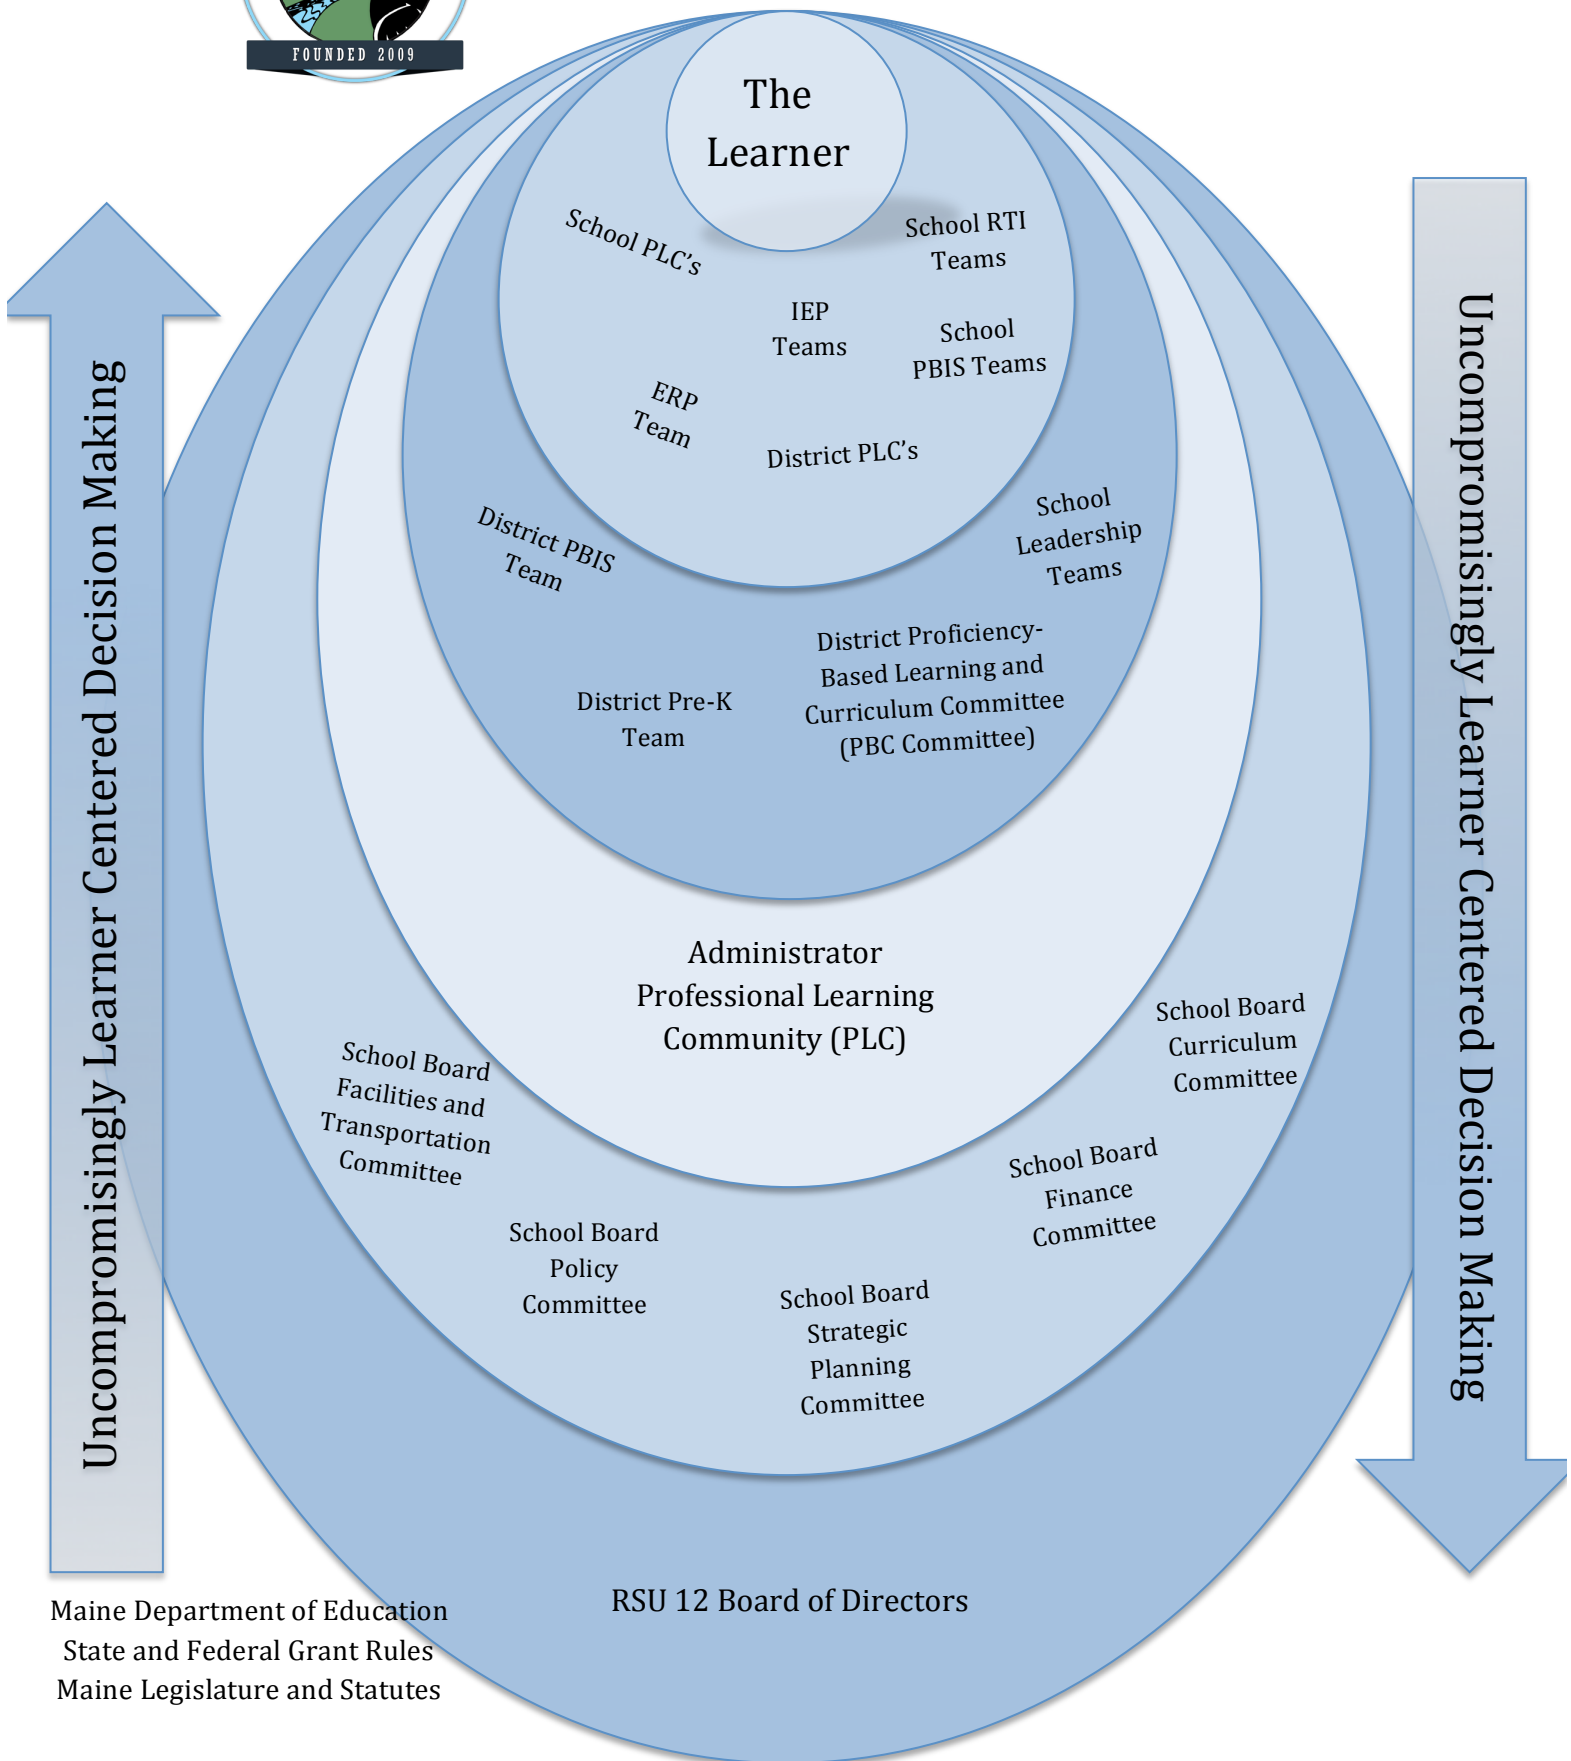 FOUNDED 2009
The
Learner
School PLC's
School RTI
Teams
IEP
Teams
School
PBIS Teams
ERP
Team
District PLC's
District PBIS
Team
School
Leadership
Teams
District Pre-K
Team
District Proficiency-
Based Learning and
Curriculum Committee
(PBC Committee)
Administrator
Professional Learning
Community (PLC)
School Board
Facilities and
Transportation
Committee
School Board
Policy
Committee
School Board
Strategic
Planning
Committee
School Board
Finance
Committee
School Board
Curriculum
Committee
RSU 12 Board of Directors
Uncompromisingly Learner Centered Decision Making
Uncompromisingly Learner Centered Decision Making
Maine Department of Education
State and Federal Grant Rules
Maine Legislature and Statutes